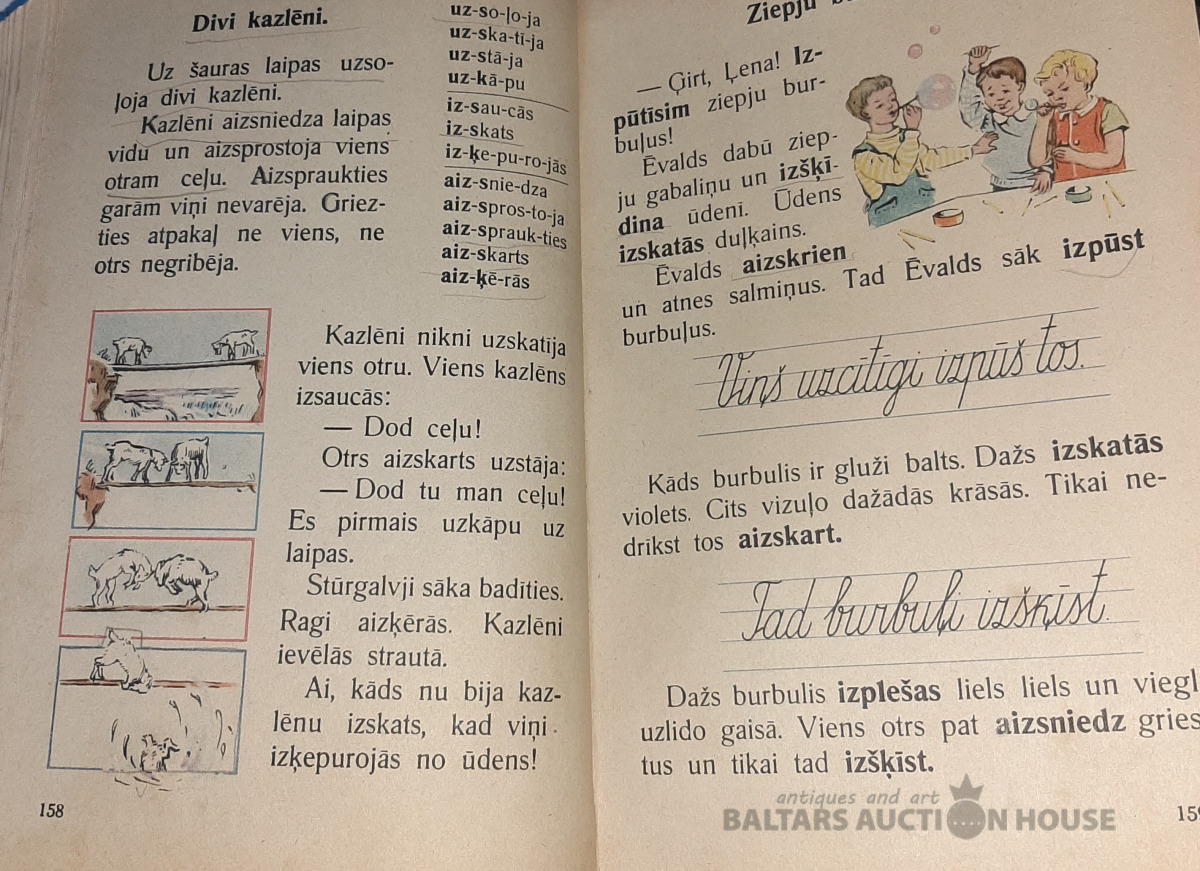 Divi kazlēni.
Uz šauras laipas uzso-
ļoja divi kazlēni.
Kazlēni aizsniedza laipas
vidu un aizsprostoja viens
otram ceļu. Aizspraukties
garām viņi nevarēja. Griez-
ties atpakaļ ne viens, ne
otrs negribēja.
uz-so-ļo-ja
uz-ska-tī-ja
uz-stā-ja
uz-kā-pu
iz-sau-cās
iz-skats
iz-ķe-pu-ro-jās
aiz-snie-dza
aiz-spros-to-ja
aiz-sprauk-ties
aiz-skarts
aiz-ķē-rās
Kazlēni nikni uzskatīja
viens otru. Viens kazlēns
izsaucās:
— Dod ceļu!
Otrs aizskarts uzstāja:
— Dod tu man ceļu!
Es pirmais uzkāpu uz
laipas.
Stūrgalvji sāka badīties.
Ragi aizķērās. Kazlēni
ievēlās strautā.
Ai, kāds nu bija kaz-
lēnu izskats, kad viņi
izķepurojās no ūdens!
158
Ziepju
— Ģirt, Ļena! Iz-
pūtīsim ziepju bur-
buļus!
Ēvalds dabū ziep-
ju gabaliņu un izšķī-
dina ūdenī. Ūdens
izskatās duļķains.
Ēvalds aizskrien
un atnes salmiņus. Tad Ēvalds sāk izpūst
burbuļus.
Viņš uzcītīgi izpūš tos.
Kāds burbulis ir gluži balts. Dažs izskatās
violets. Cits vizuļo dažādās krāsās. Tikai ne-
drīkst tos aizskart.
Tad burbuļi izšķīst.
Dažs burbulis izplešas liels liels un viegl
uzlido gaisā. Viens otrs pat aizsniedz gries
tus un tikai tad izšķīst.
159
antiques and art
BALTARS AUCTION HOUSE